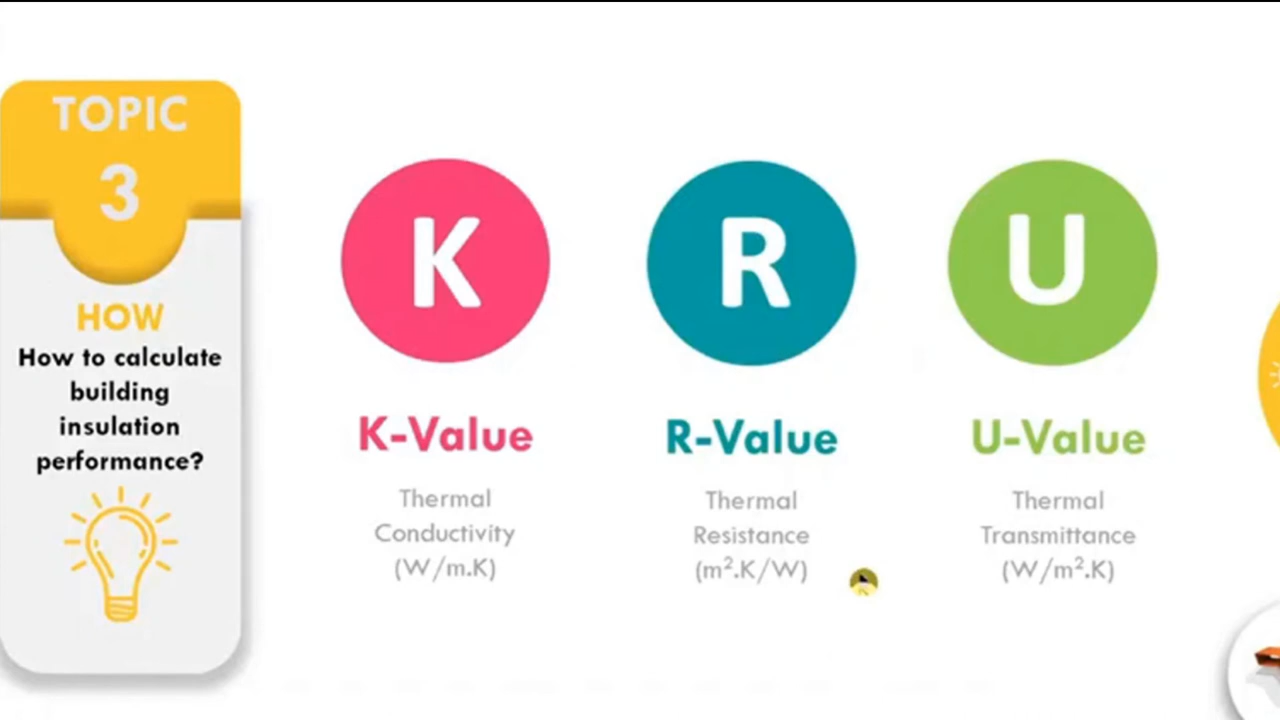 TOPIC
3
HOW
How to calculate
building
insulation
performance?
K
K-Value
Thermal
Conductivity
(W/m.K)
R
R-Value
Thermal
Resistance
(m².K/W)
U
U-Value
Thermal
Transmittance
(W/m².K)